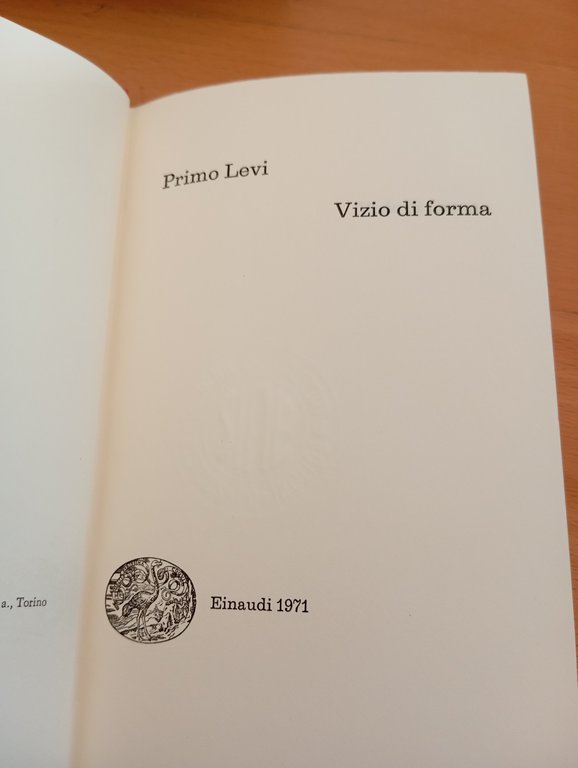 Primo Levi
Vizio di forma
a., Torino
Einaudi 1971